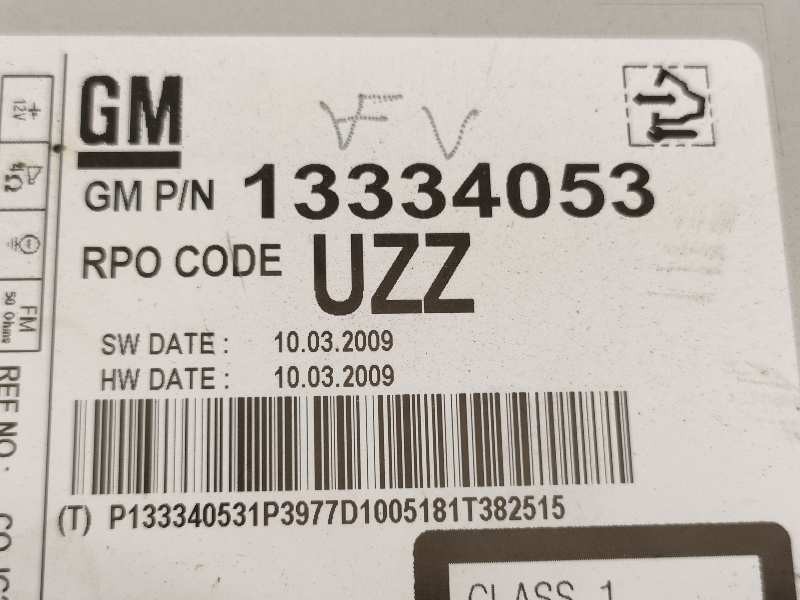 GM
GM P/N 13334053
RPO CODE UZZ
SW DATE : 10.03.2009
HW DATE : 10.03.2009
(T) P133340531P3977D1005181T382515
CLASS 1
+
12V
4Ω
FM
50 Ohms
REF NO :